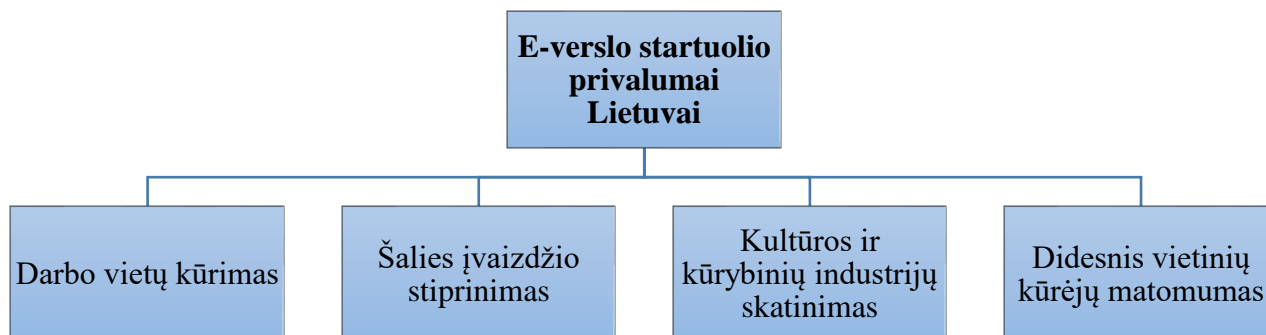 E-verslo startuolio
privalumai
Lietuvai
Darbo vietų kūrimas
Šalies įvaizdžio
stiprinimas
Kultūros ir
kūrybinių industrijų
skatinimas
Didesnis vietinių
kūrėjų matomumas